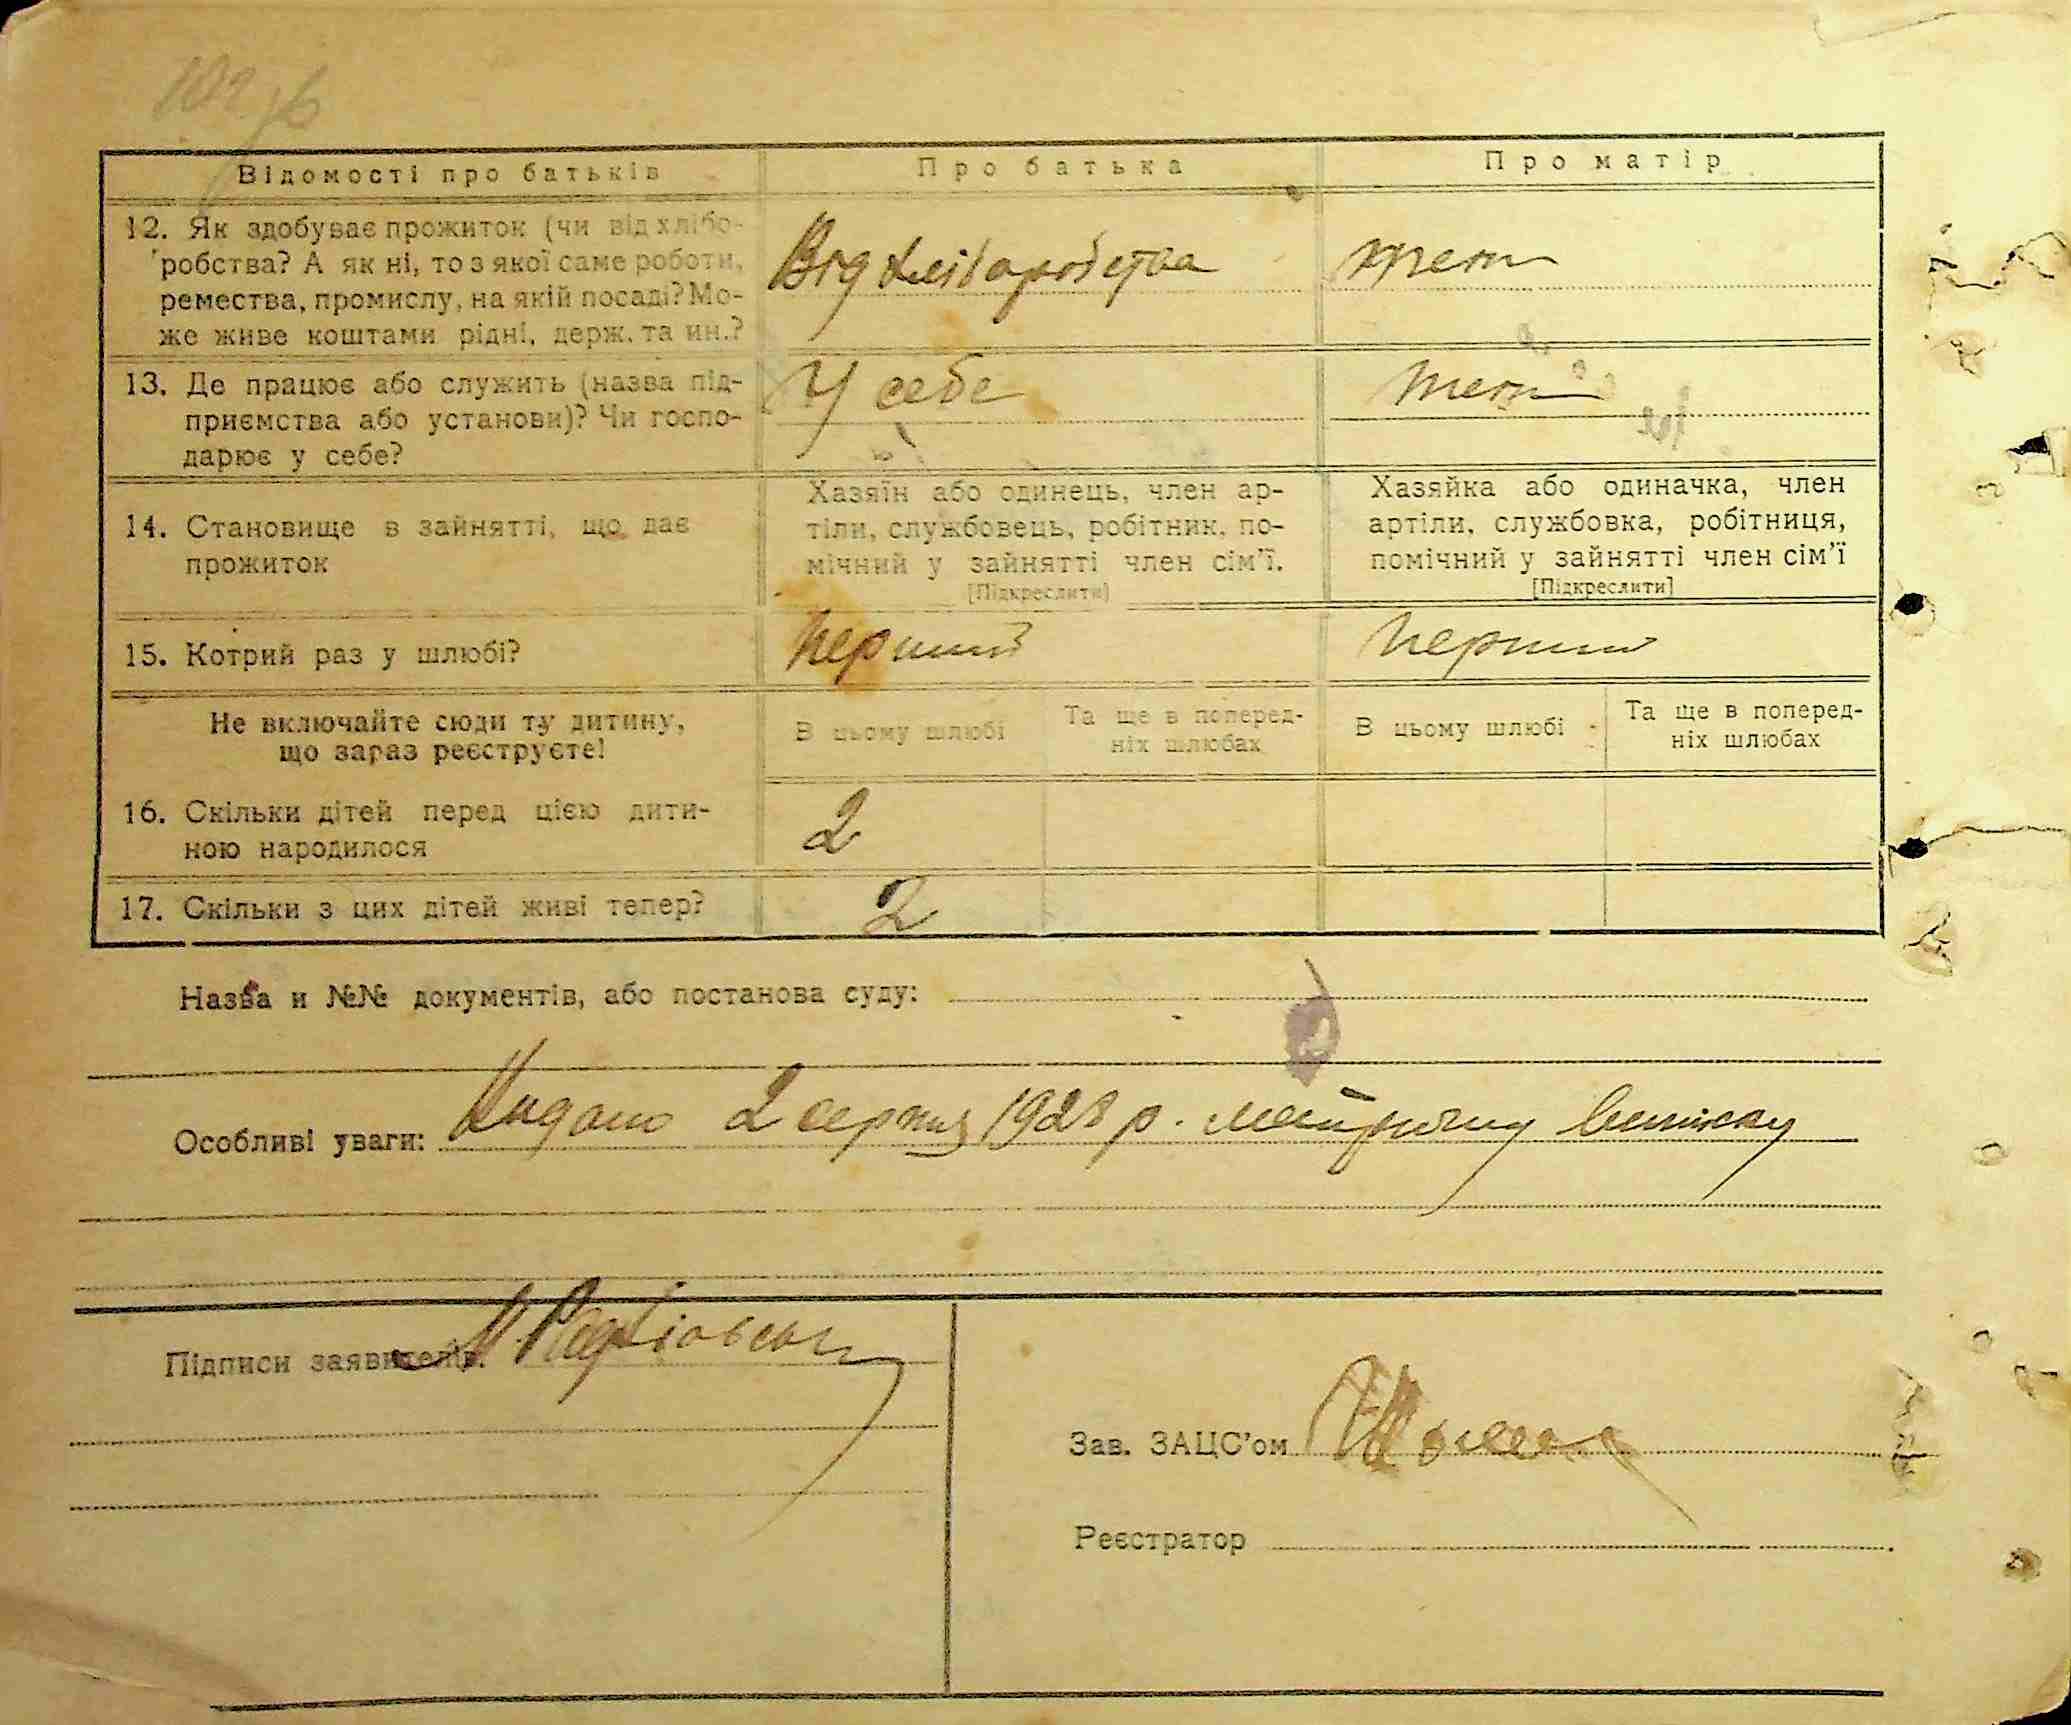 102 зв
Відомості про батьків
Про батька
Про матір
12. Як здобуває прожиток (чи від хлібо-
робства? А як ні, то з якої саме роботи,
ремества, промислу, на якій посаді? Мо-
же живе коштами рідні, держ. та ин.?
Від хліборобства
теж
13. Де працює або служить (назва під-
приємства або установи)? Чи госпо-
дарює у себе?
У себе
теж
14. Становище в зайнятті, що дає
прожиток
Хазяїн або одинець, член ар-
тіли, службовець, робітник, по-
мічний у зайнятті член сім'ї.
[Підкреслити]
Хазяйка або одиначка, член
артіли, службовка, робітниця,
помічний у зайнятті член сім'ї
[Підкреслити]
15. Котрий раз у шлюбі?
перший
перший
Не включайте сюди ту дитину,
що зараз реєструєте!
В цьому шлюбі
Та ще в поперед-
ніх шлюбах
В цьому шлюбі
Та ще в поперед-
ніх шлюбах
16. Скільки дітей перед цією дити-
ною народилося
2
17. Скільки з цих дітей живі тепер?
2
Назва и №№ документів, або постанова суду:
Особливі уваги: Видано 2 серпня 1928 р. метричну виписку
Підписи заявителів:
Зав. ЗАЦС'ом
Реєстратор